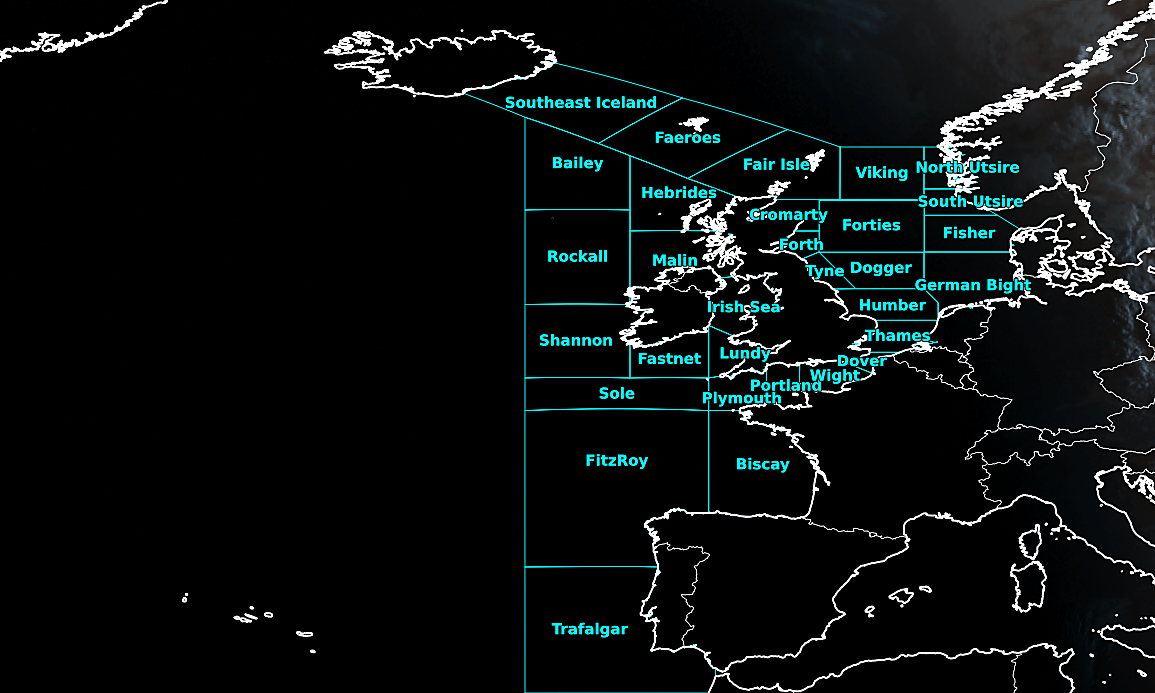 Southeast Iceland
Faeroes
Bailey
Fair Isle
Viking
North Utsire
Hebrides
South Utsire
Cromarty
Forties
Fisher
Forth
Rockall
Malin
Tyne
Dogger
German Bight
Irish Sea
Humber
Thames
Shannon
Fastnet
Lundy
Dover
Wight
Portland
Sole
Plymouth
FitzRoy
Biscay
Trafalgar